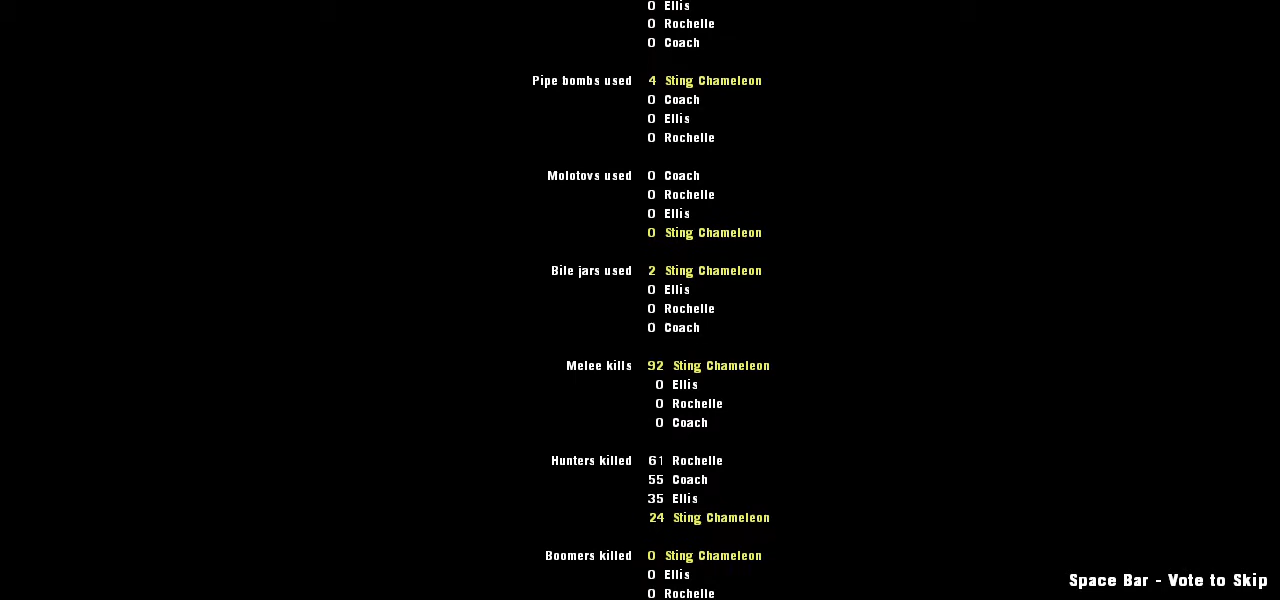 0 Ellis
0 Rochelle
0 Coach
Pipe bombs used 4 Sting Chameleon
0 Coach
0 Ellis
0 Rochelle
Molotovs used 0 Coach
0 Rochelle
0 Ellis
0 Sting Chameleon
Bile jars used 2 Sting Chameleon
0 Ellis
0 Rochelle
0 Coach
Melee kills 92 Sting Chameleon
0 Ellis
0 Rochelle
0 Coach
Hunters killed 61 Rochelle
55 Coach
35 Ellis
24 Sting Chameleon
Boomers killed 0 Sting Chameleon
0 Ellis
0 Rochelle
Space Bar - Vote to Skip